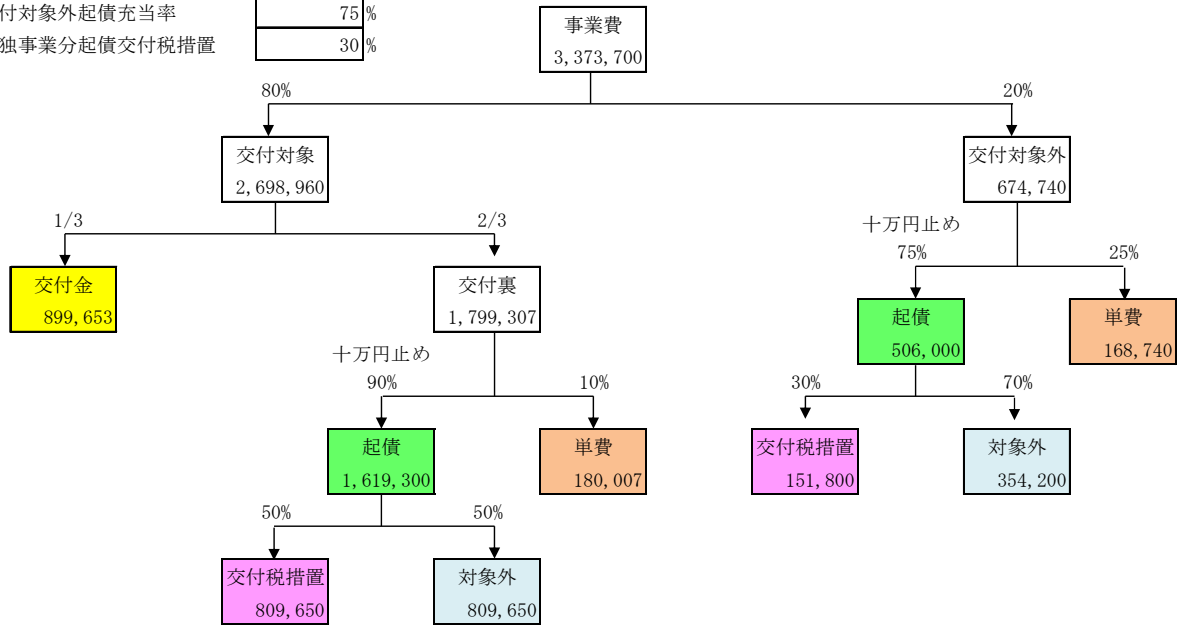 付対象外起債充当率 75 %
独事業分起債交付税措置 30 %
事業費
3,373,700
80% 20%
交付対象
2,698,960
交付対象外
674,740
1/3 2/3
十万円止め
75% 25%
交付金
899,653
交付裏
1,799,307
起債
506,000
単費
168,740
十万円止め
90% 10%
30% 70%
起債
1,619,300
単費
180,007
交付税措置
151,800
対象外
354,200
50% 50%
交付税措置
809,650
対象外
809,650